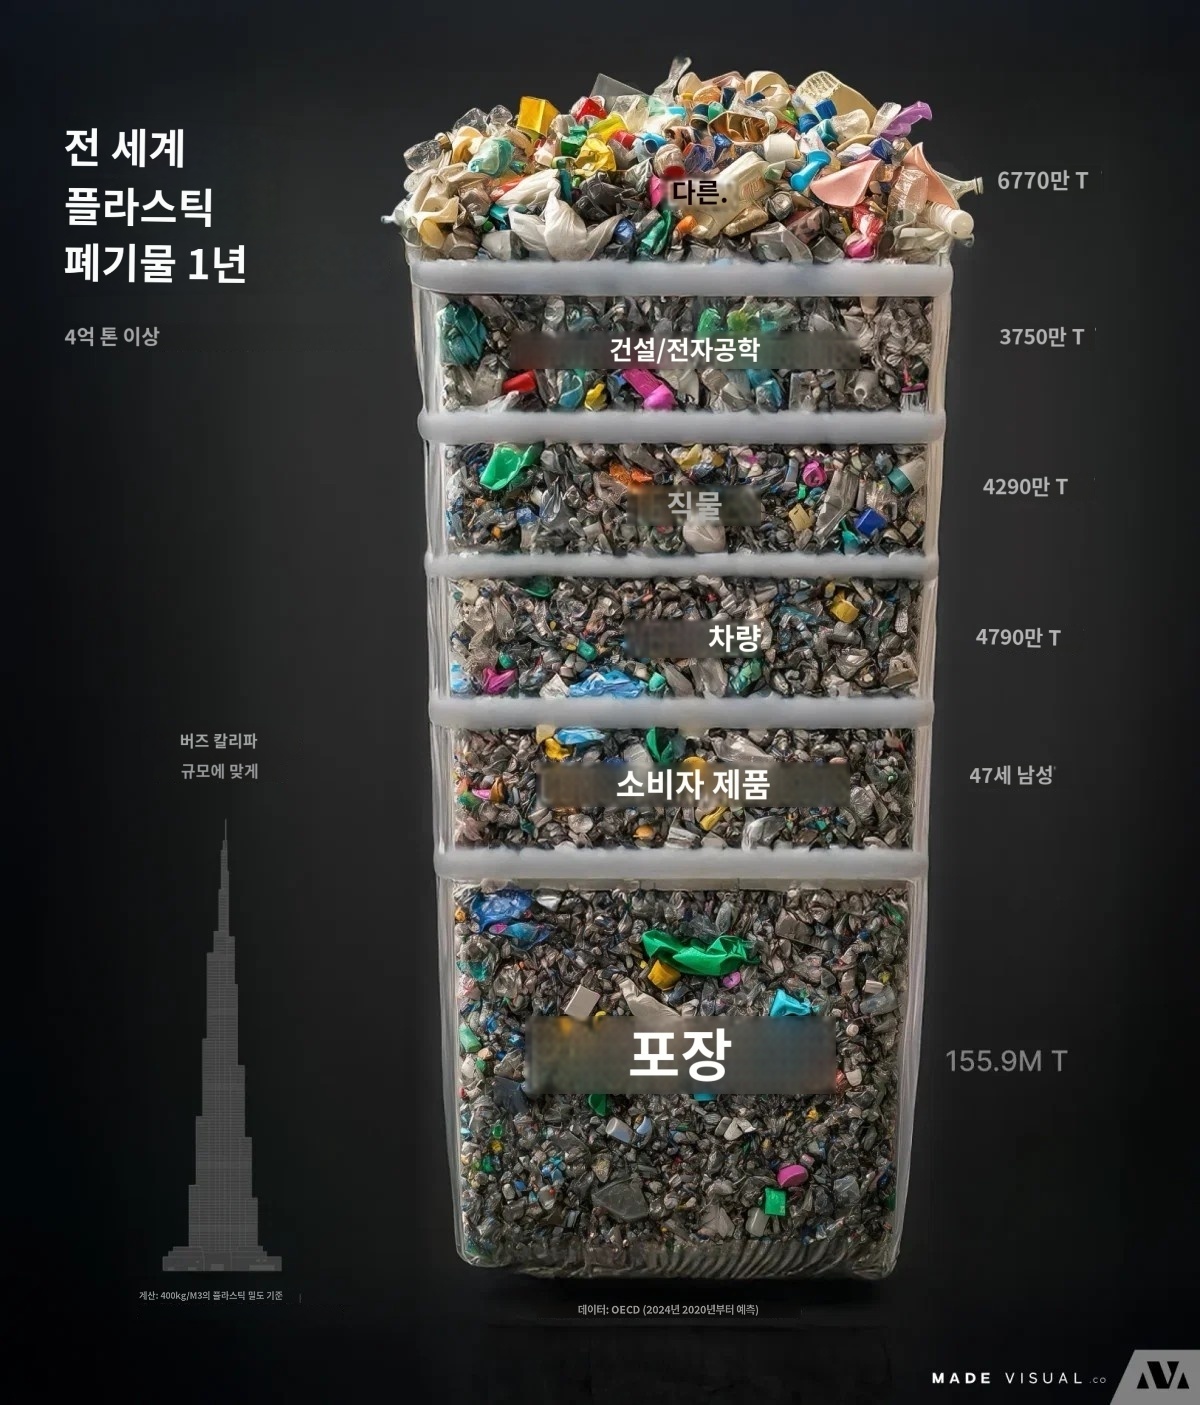 전 세계
플라스틱
폐기물 1년
4억 톤 이상
다른.
6770만 T
건설/전자공학
3750만 T
직물
4290만 T
차량
4790만 T
소비자 제품
47세 남성
포장
155.9M T
버즈 칼리파
규모에 맞게
계산: 400kg/M3의 플라스틱 밀도 기준
데이터: OECD (2024년 2020년부터 예측)
MADE VISUAL.co